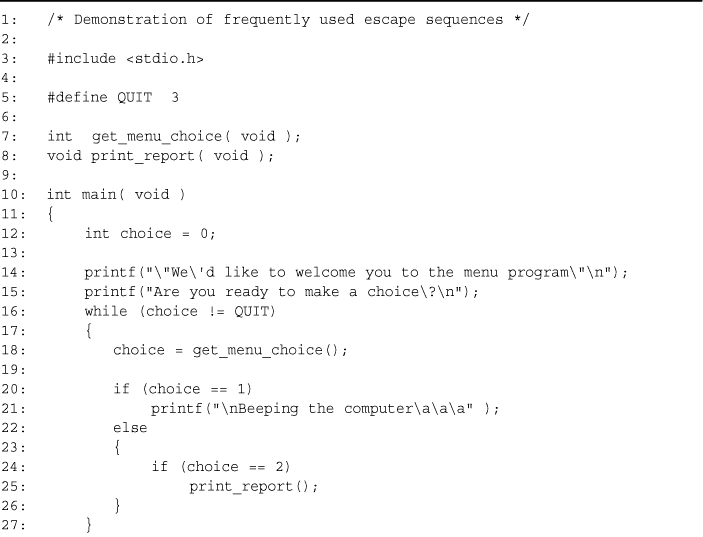 1:   /* Demonstration of frequently used escape sequences */
2:
3:   #include <stdio.h>
4:
5:   #define QUIT  3
6:
7:   int  get_menu_choice( void );
8:   void print_report( void );
9:
10:  int main( void )
11:  {
12:      int choice = 0;
13:
14:      printf("\"We\'d like to welcome you to the menu program\"\n");
15:      printf("Are you ready to make a choice\?\n");
16:      while (choice != QUIT)
17:      {
18:         choice = get_menu_choice();
19:
20:         if (choice == 1)
21:             printf("\nBeeping the computer\a\a\a" );
22:         else
23:         {
24:             if (choice == 2)
25:                 print_report();
26:         }
27:      }